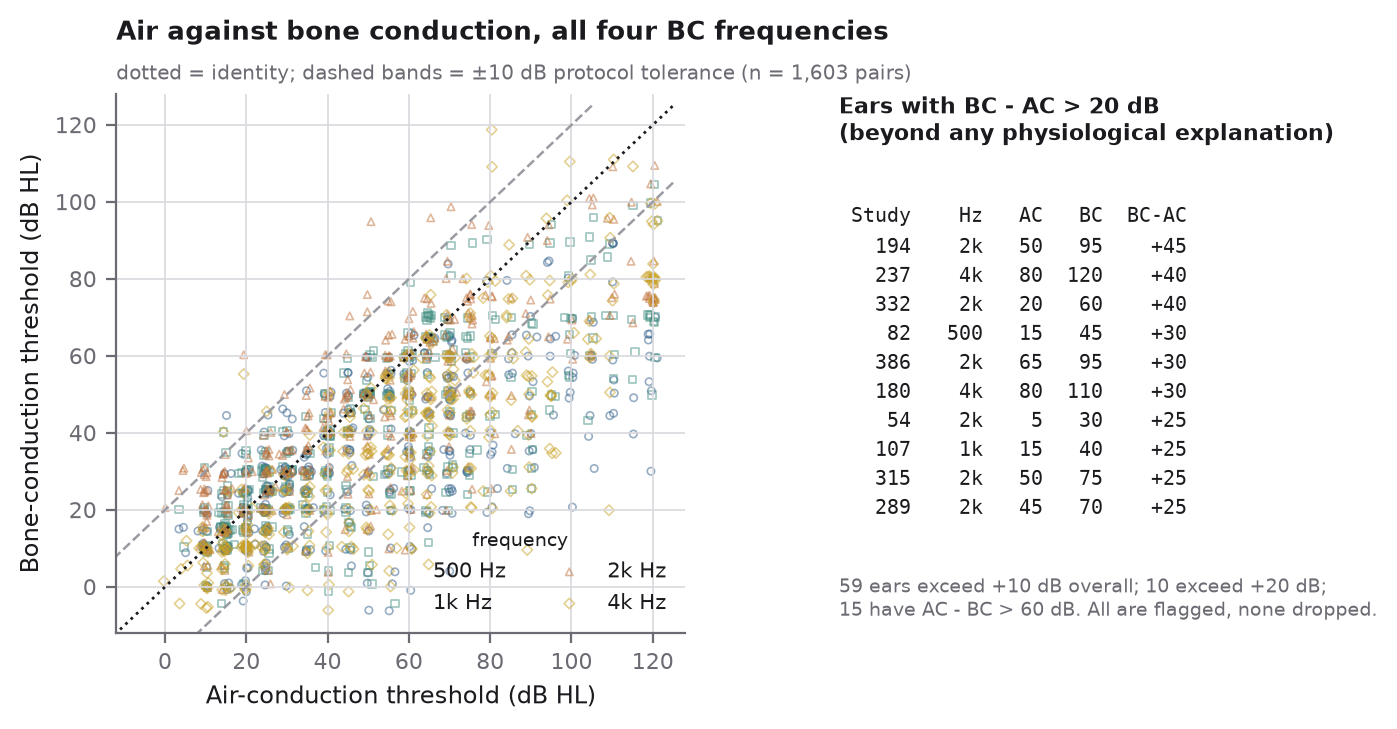 Air against bone conduction, all four BC frequencies
dotted = identity; dashed bands = ±10 dB protocol tolerance (n = 1,603 pairs)
Bone-conduction threshold (dB HL)
120
100
80
60
40
20
0
0 20 40 60 80 100 120
Air-conduction threshold (dB HL)
frequency
500 Hz 2k Hz
1k Hz 4k Hz
Ears with BC - AC > 20 dB
(beyond any physiological explanation)
Study Hz AC BC BC-AC
194 2k 50 95 +45
237 4k 80 120 +40
332 2k 20 60 +40
82 500 15 45 +30
386 2k 65 95 +30
180 4k 80 110 +30
54 2k 5 30 +25
107 1k 15 40 +25
315 2k 50 75 +25
289 2k 45 70 +25
59 ears exceed +10 dB overall; 10 exceed +20 dB;
15 have AC - BC > 60 dB. All are flagged, none dropped.